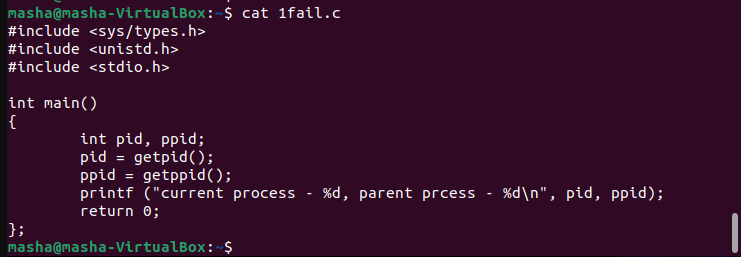 masha@masha-VirtualBox:~$ cat 1fail.c
#include <sys/types.h>
#include <unistd.h>
#include <stdio.h>
int main()
{
        int pid, ppid;
        pid = getpid();
        ppid = getppid();
        printf ("current process - %d, parent prcess - %d\n", pid, ppid);
        return 0;
};
masha@masha-VirtualBox:~$